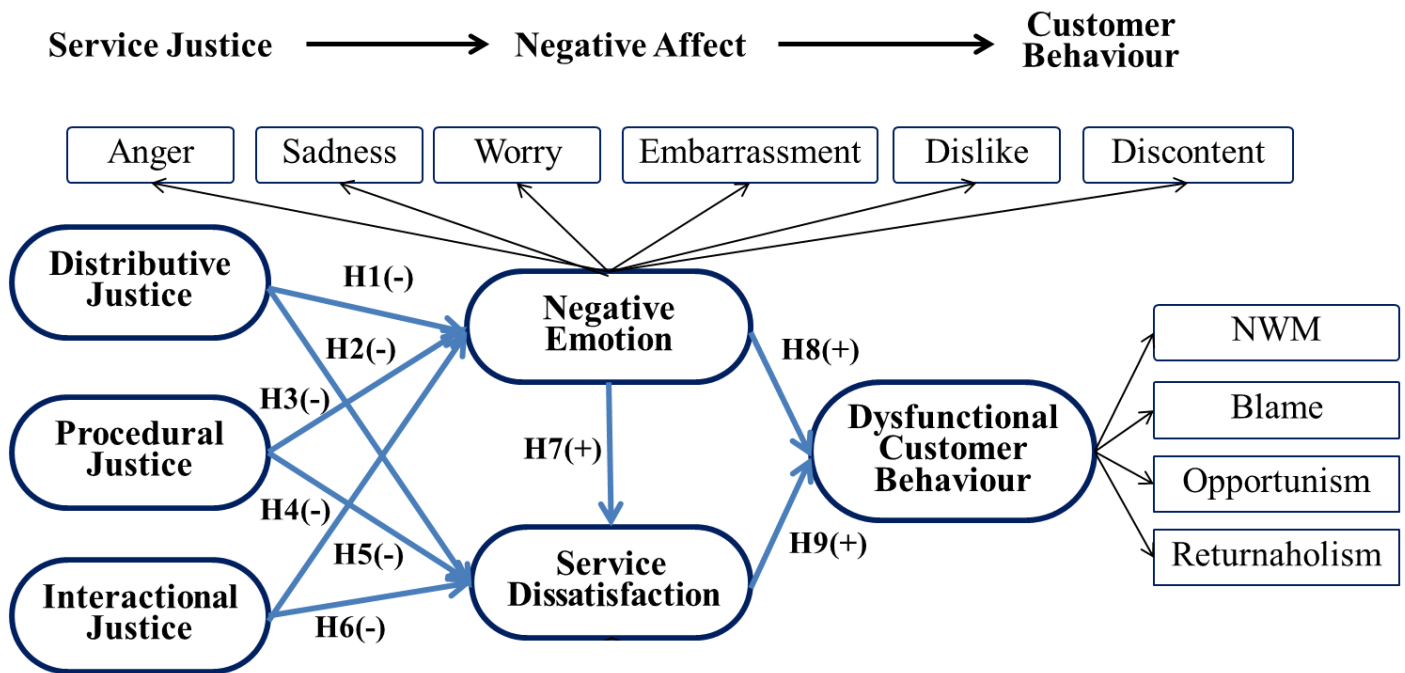 Customer
Service Justice
Negative Affect
Behaviour
Anger
Sadness
Worry
Embarrassment
Dislike
Discontent
Distributive
Justice
H1(-)
H2(-)
H3(-)
Procedural
Justice
H4(-)
H5(-)
Interactional
Justice
H6(-)
Negative
Emotion
H7(+)
Service
Dissatisfaction
H8(+)
H9(+)
Dysfunctional
Customer
Behaviour
NWM
Blame
Opportunism
Returnaholism